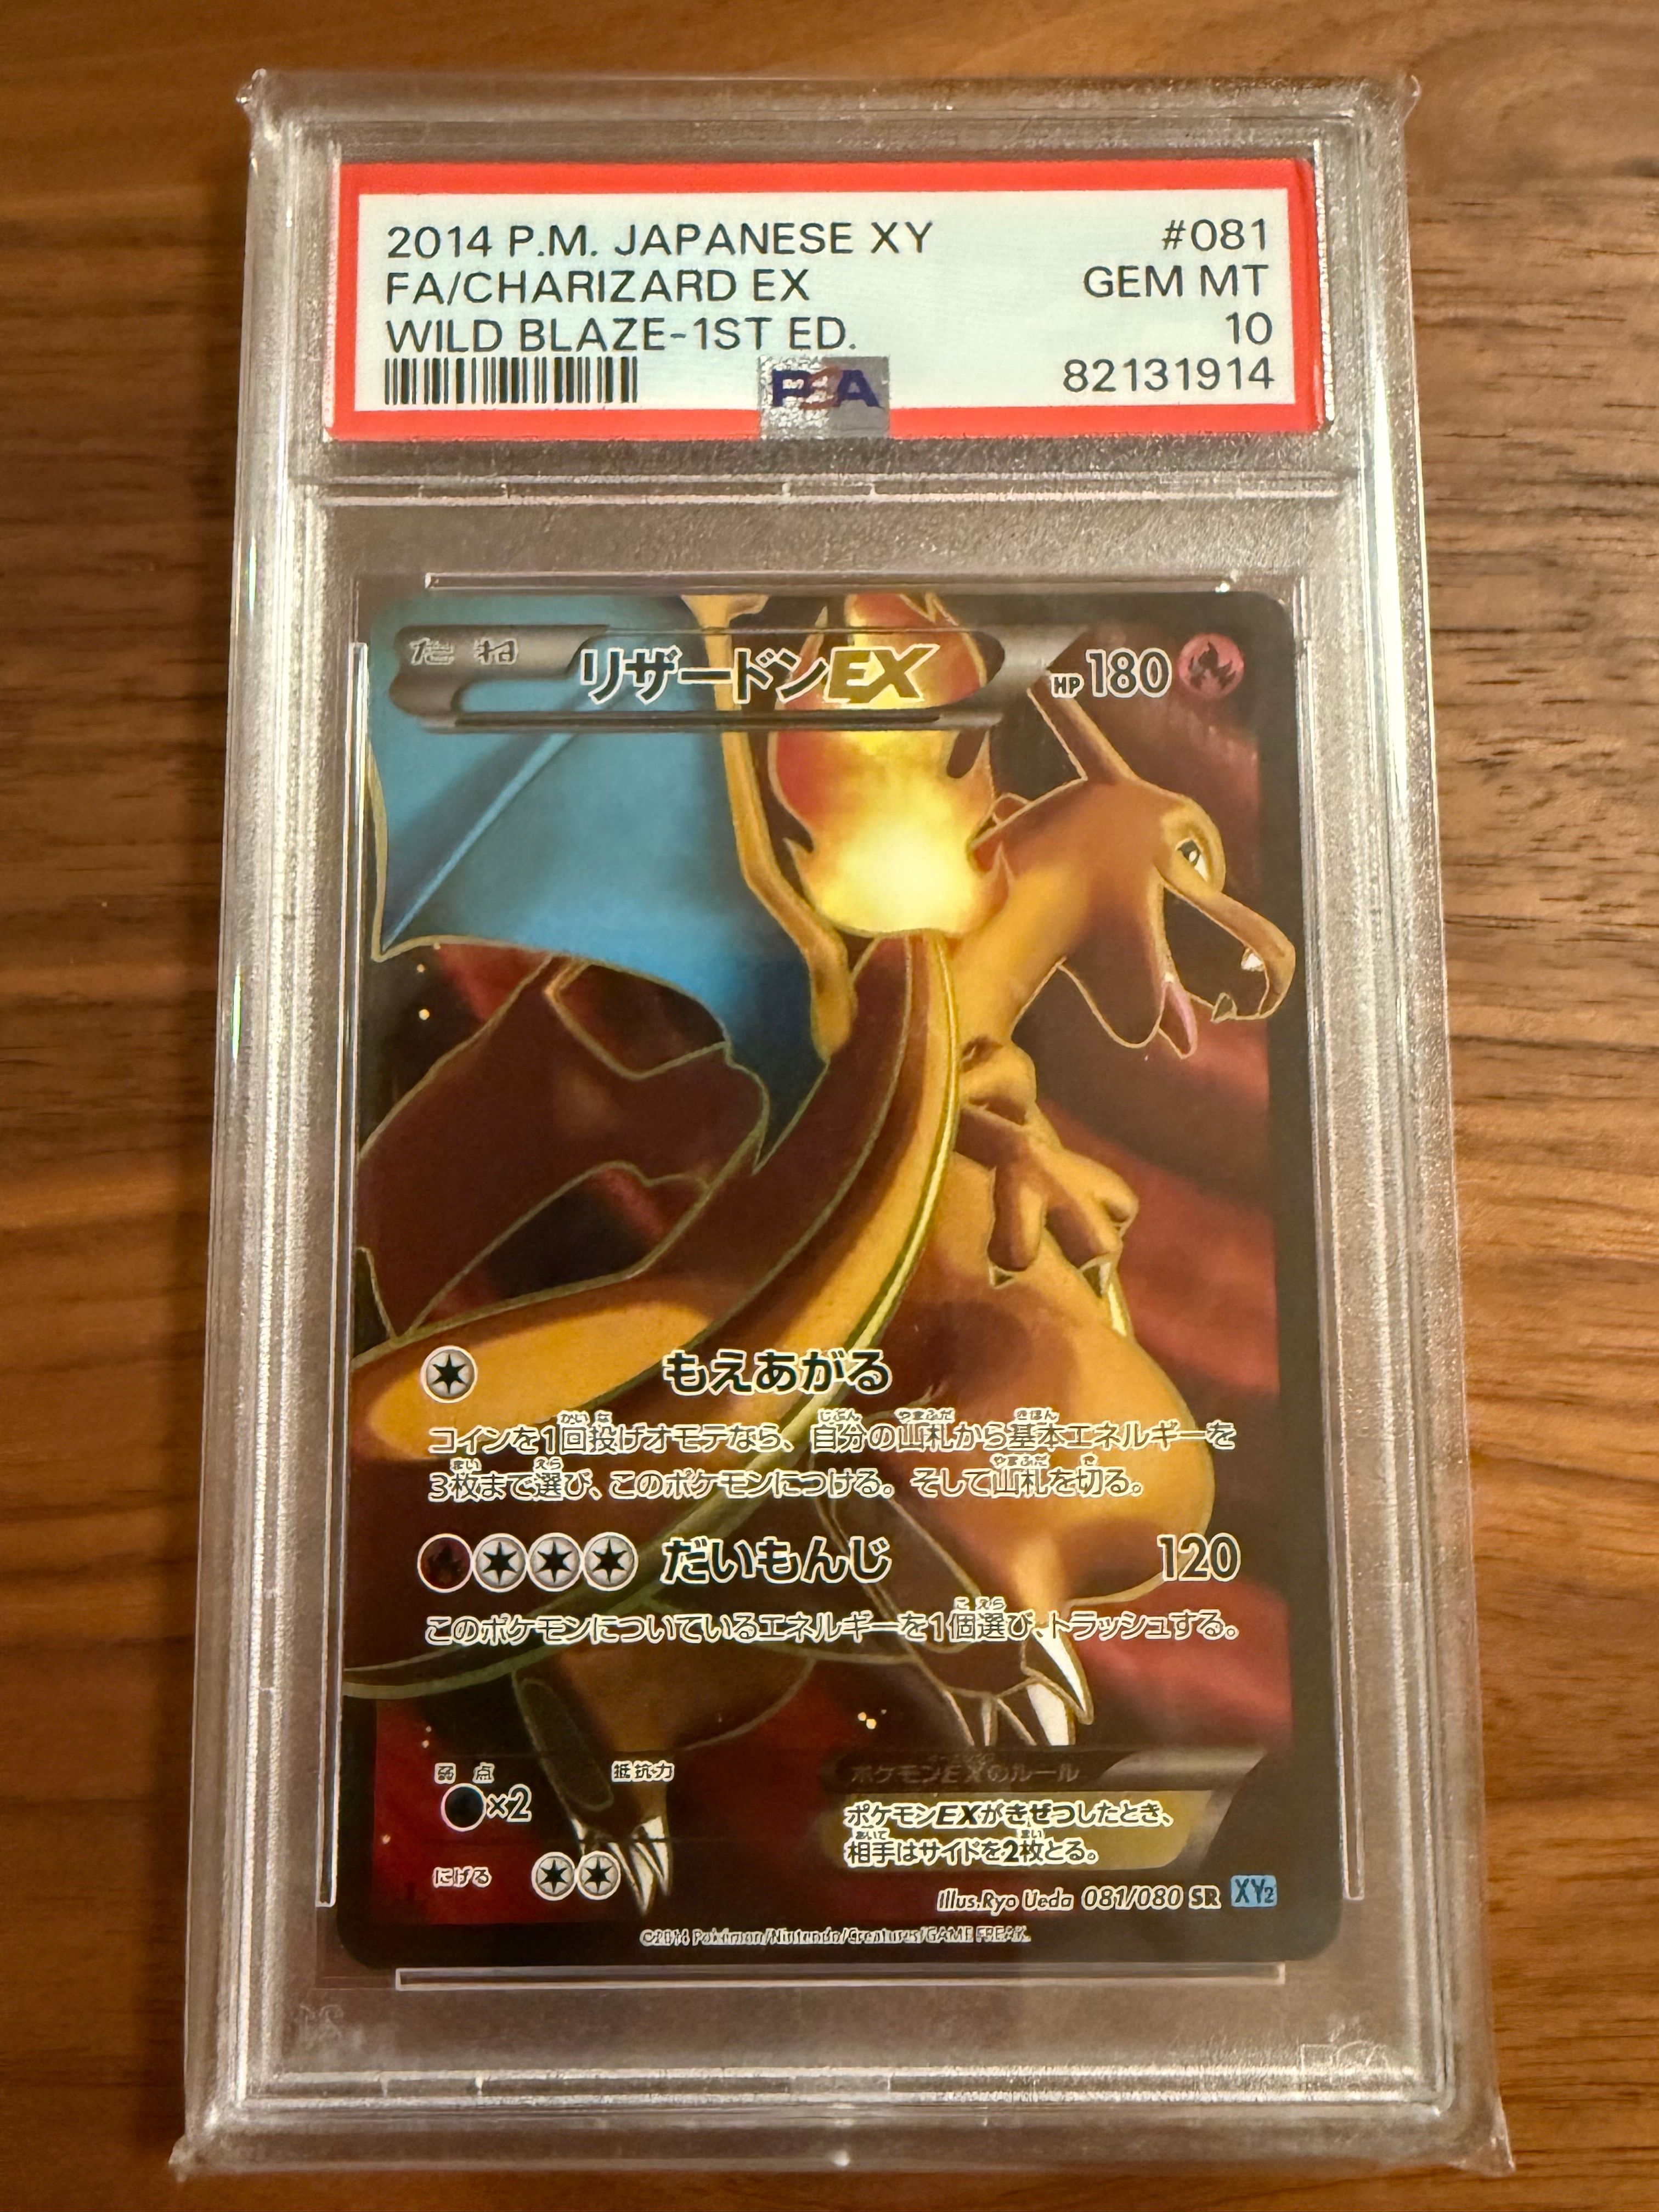 2014 P.M. JAPANESE XY #081
FA/CHARIZARD EX GEM MT
WILD BLAZE-1ST ED. 10
PSA 82131914
たね リザードンEX HP180
もえあがる
コインを1回投げオモテなら、自分の山札から基本エネルギーを
3枚まで選び、このポケモンにつける。そして山札を切る。
だいもんじ 120
このポケモンについているエネルギーを1個選び、トラッシュする。
弱点 抵抗力 ポケモンEXのルール
×2 ポケモンEXがきぜつしたとき、
相手はサイドを2枚とる。
にげる
Illus.Ryo Ueda 081/080 SR XY2
©2014 Pokémon/Nintendo/Creatures/GAME FREAK.